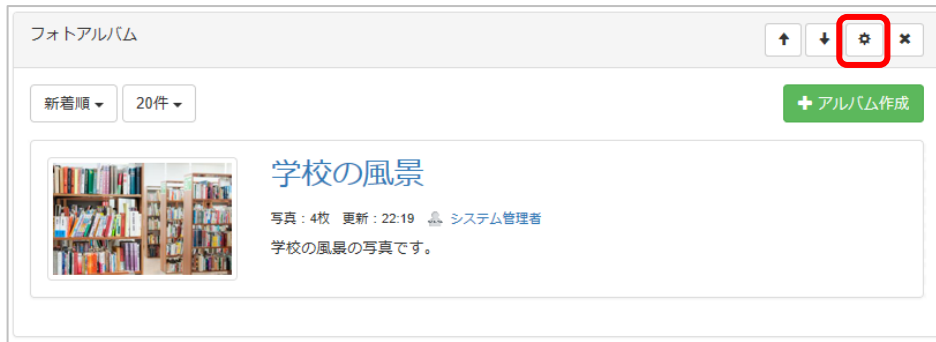 フォトアルバム
新着順 20件 アルバム作成
学校の風景
写真：4枚 更新：22:19 システム管理者
学校の風景の写真です。